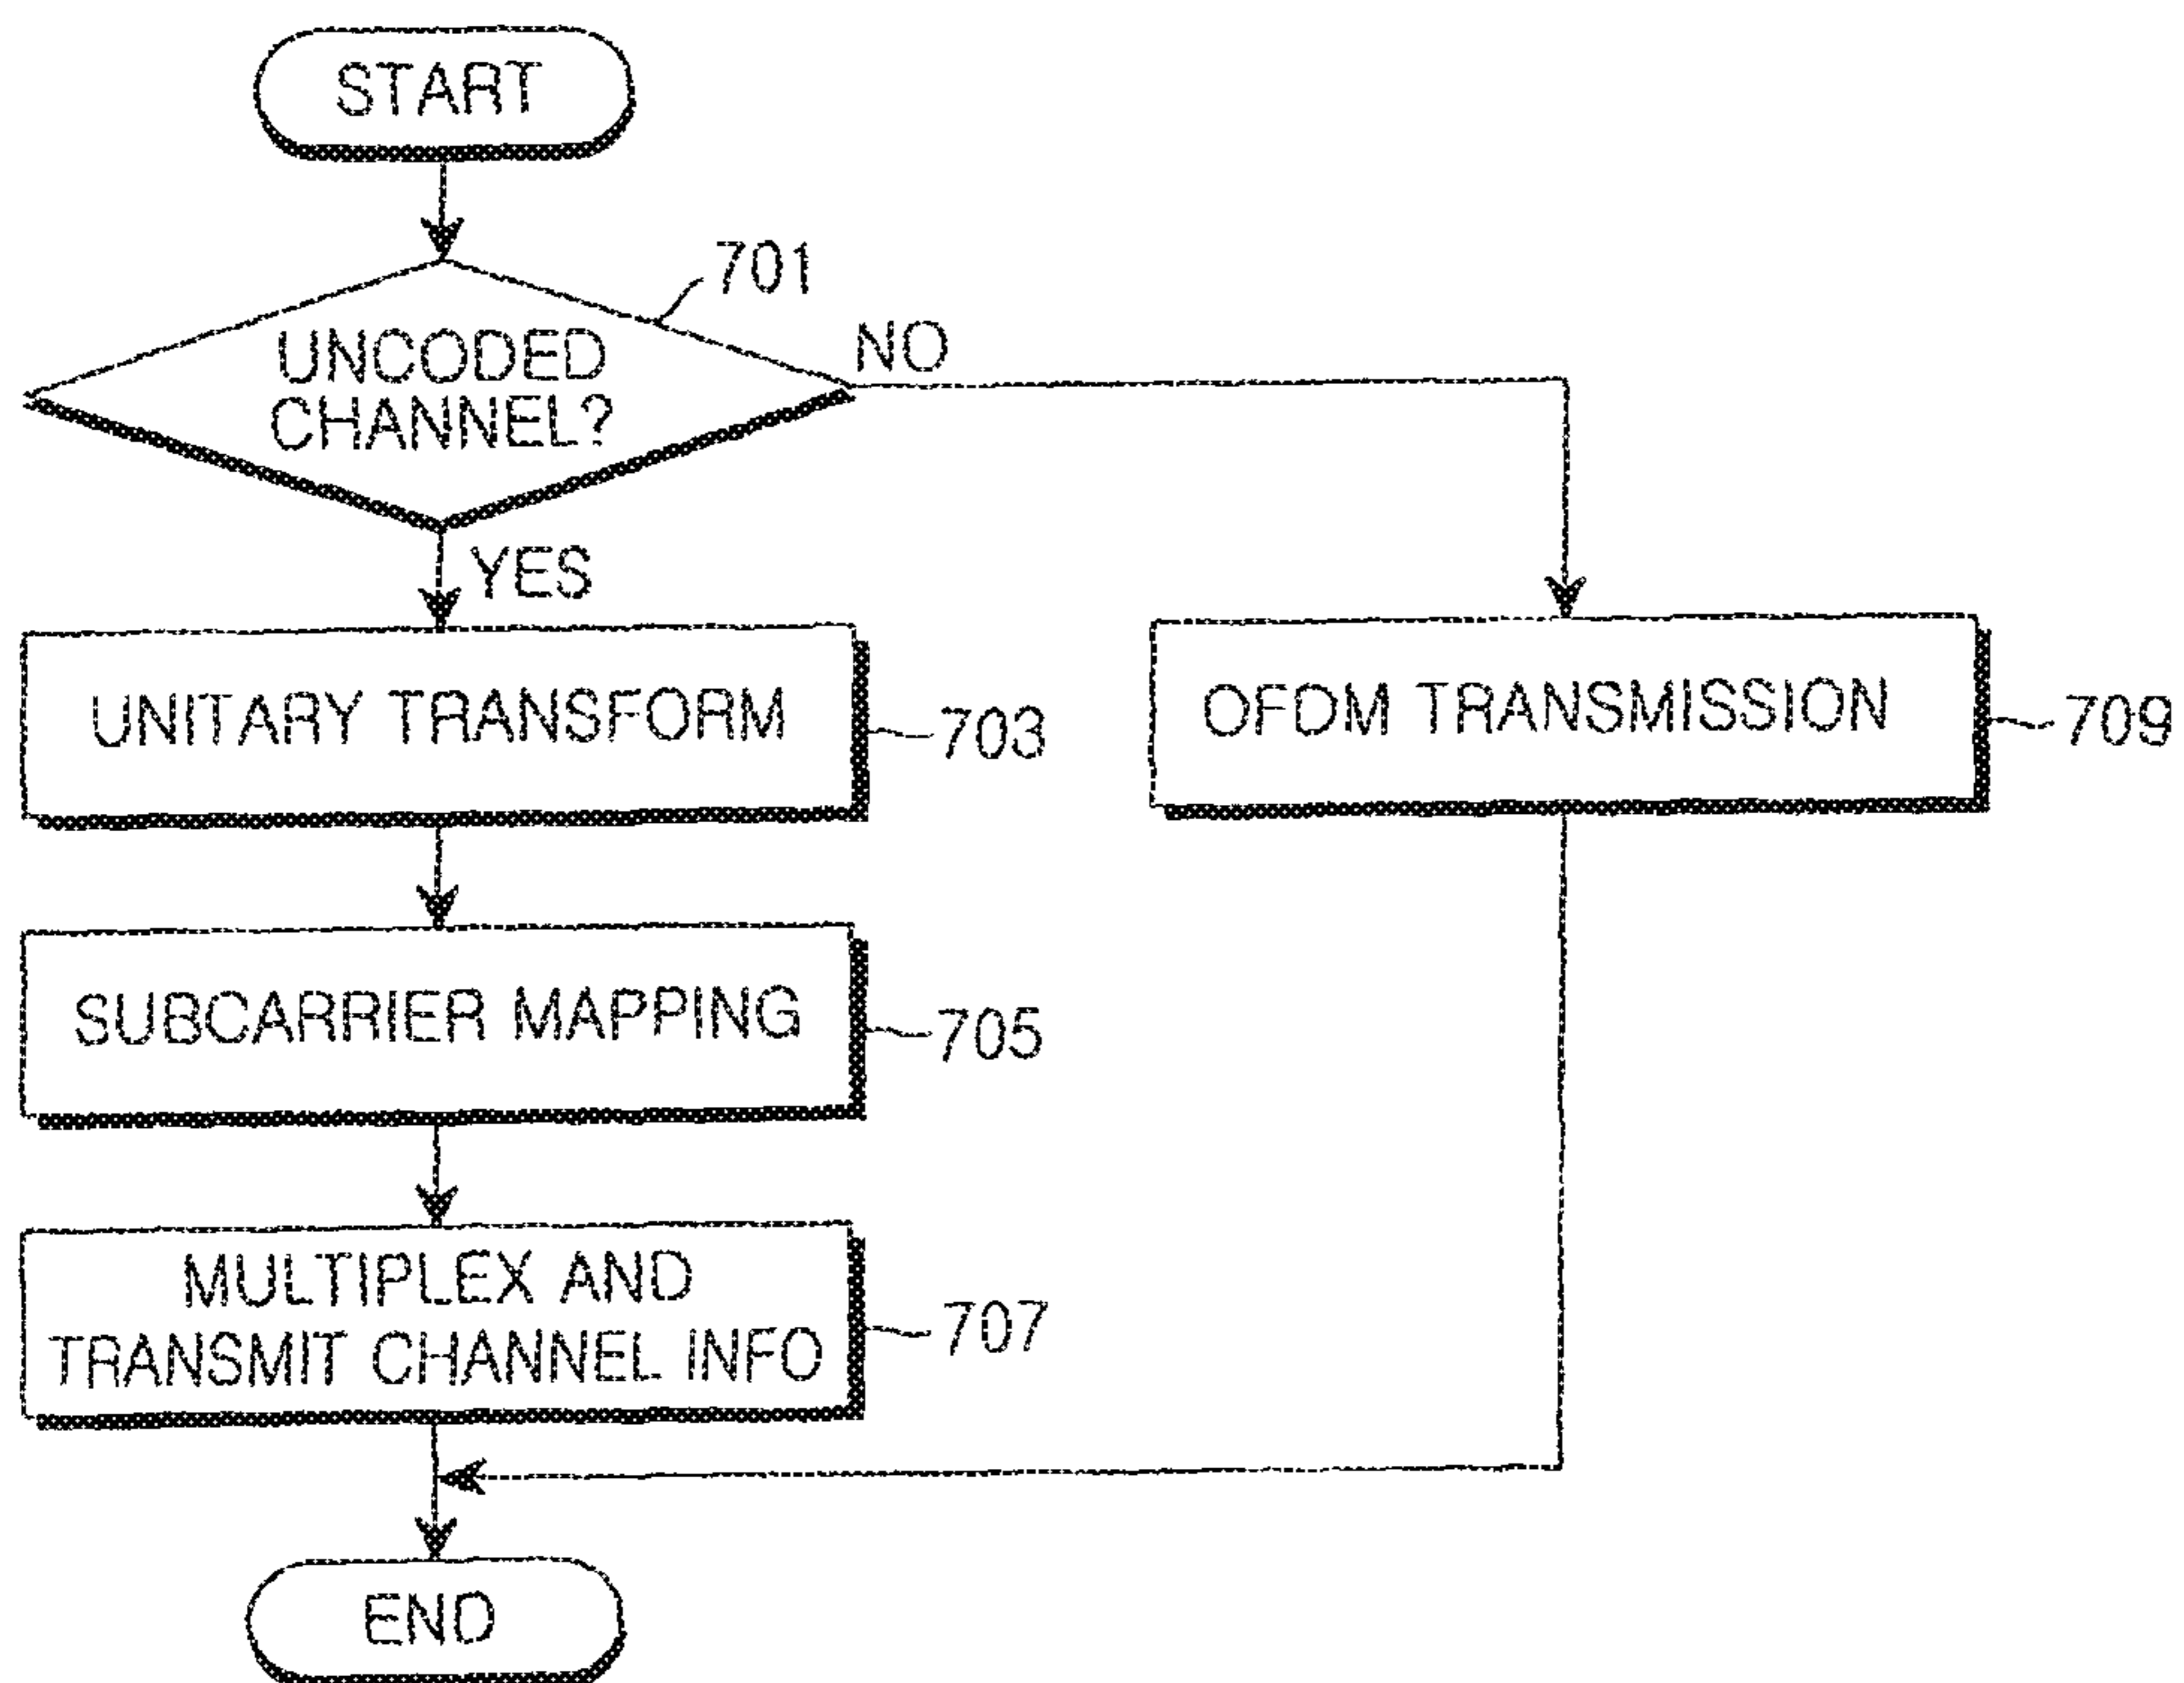 START
701
UNCODED
CHANNEL?
NO
YES
UNITARY TRANSFORM
703
OFDM TRANSMISSION
709
SUBCARRIER MAPPING
705
MULTIPLEX AND
TRANSMIT CHANNEL INFO
707
END